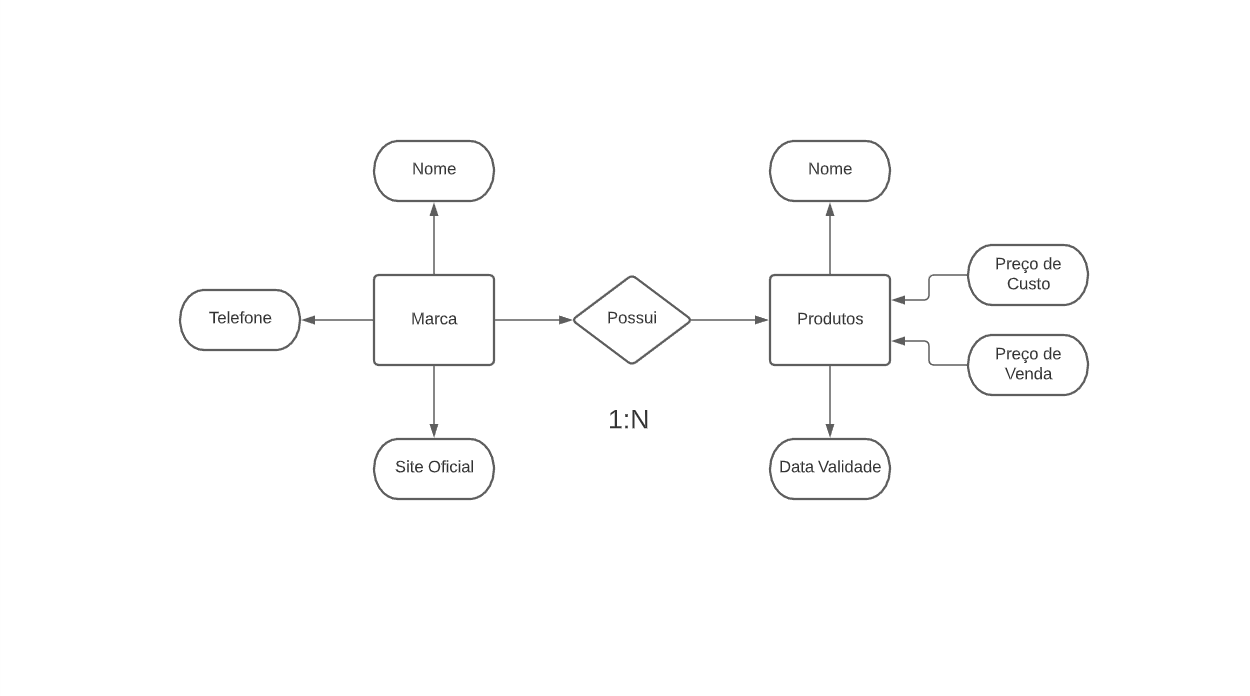 Nome
Nome
Preço de
Custo
Telefone
Marca
Possui
Produtos
Preço de
Venda
1:N
Site Oficial
Data Validade